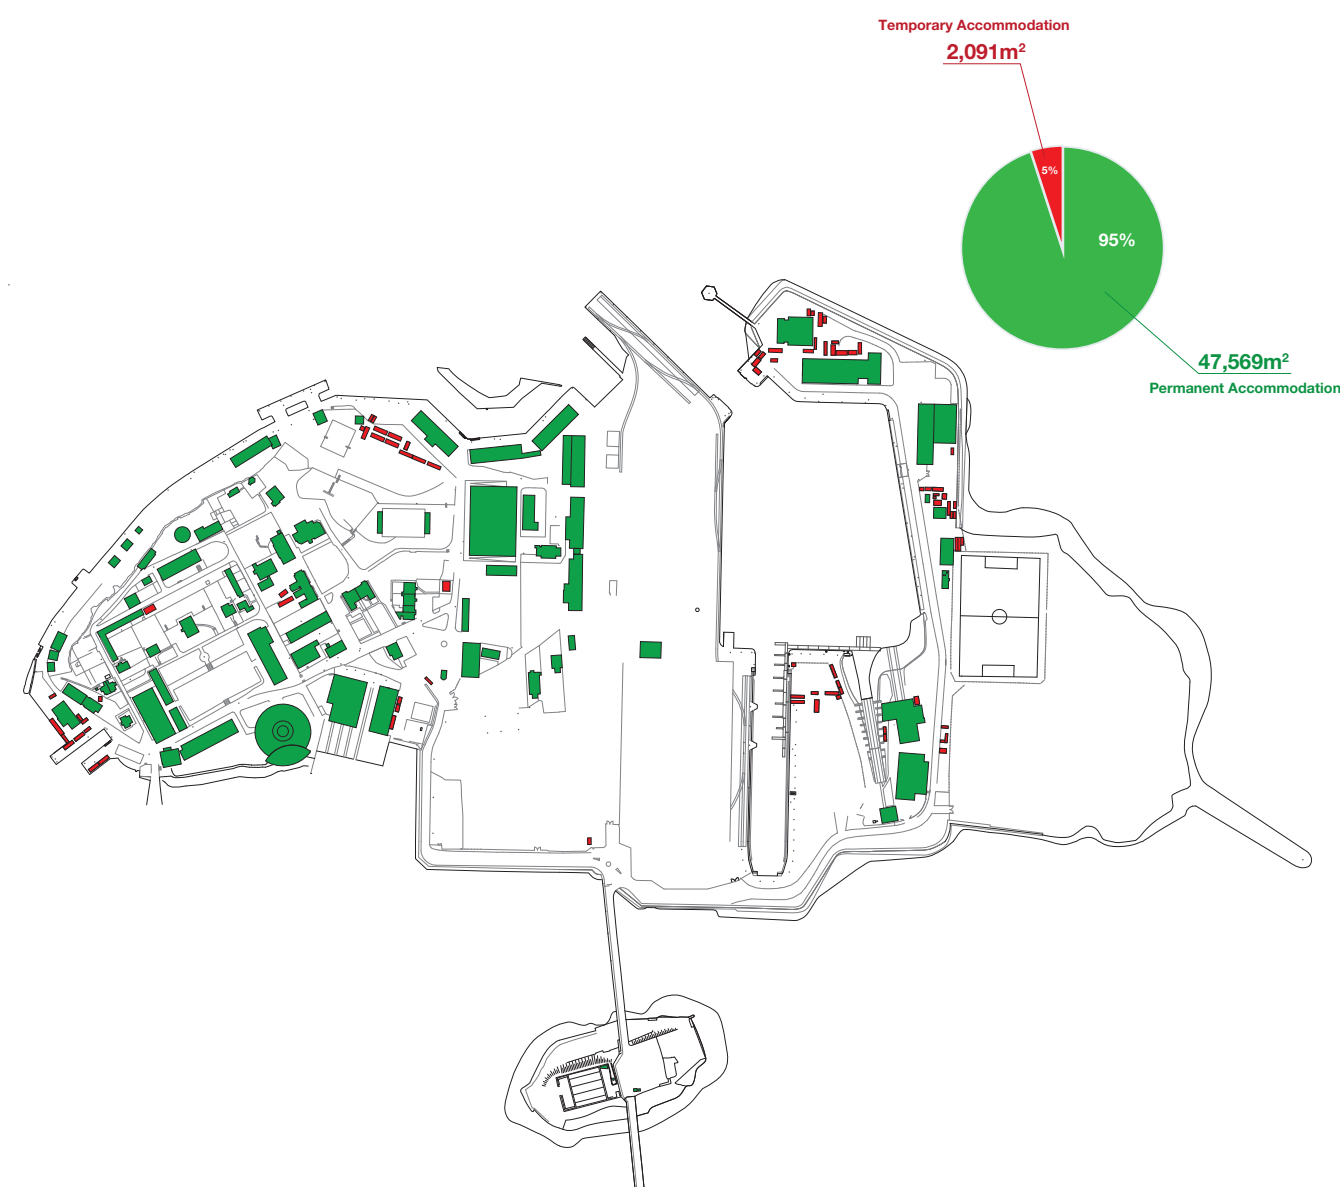 Temporary Accommodation
2,091m²
5%
95%
47,569m²
Permanent Accommodation